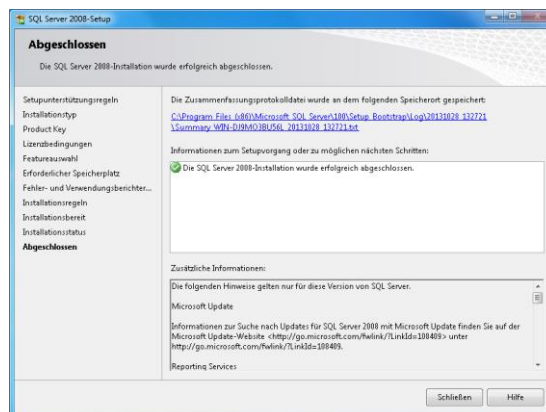 SQL Server 2008-Setup
Abgeschlossen
Die SQL Server 2008-Installation wurde erfolgreich abgeschlossen.
Setupunterstützungsregeln
Installationstyp
Product Key
Lizenzbedingungen
Featureauswahl
Erforderlicher Speicherplatz
Fehler- und Verwendungsberichter...
Installationsregeln
Installationsbereit
Installationsstatus
Abgeschlossen
Die Zusammenfassungsprotokolldatei wurde an dem folgenden Speicherort gespeichert:
C:\Program Files (x86)\Microsoft SQL Server\100\Setup Bootstrap\Log\20131028_132721
\Summary_WIN-DJ9MO3BU56L_20131028_132721.txt
Informationen zum Setupvorgang oder zu möglichen nächsten Schritten:
Die SQL Server 2008-Installation wurde erfolgreich abgeschlossen.
Zusätzliche Informationen:
Die folgenden Hinweise gelten nur für diese Version von SQL Server.
Microsoft Update
Informationen zur Suche nach Updates für SQL Server 2008 mit Microsoft Update finden Sie auf der
Microsoft Update-Website <http://go.microsoft.com/fwlink/?LinkId=108409> unter
http://go.microsoft.com/fwlink/?LinkId=108409.
Reporting Services
Schließen
Hilfe